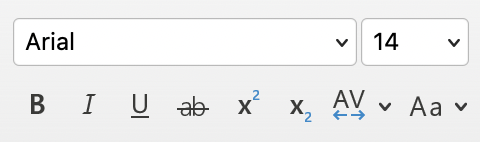 Arial 14
B I U ab x² x₂ AV Aa